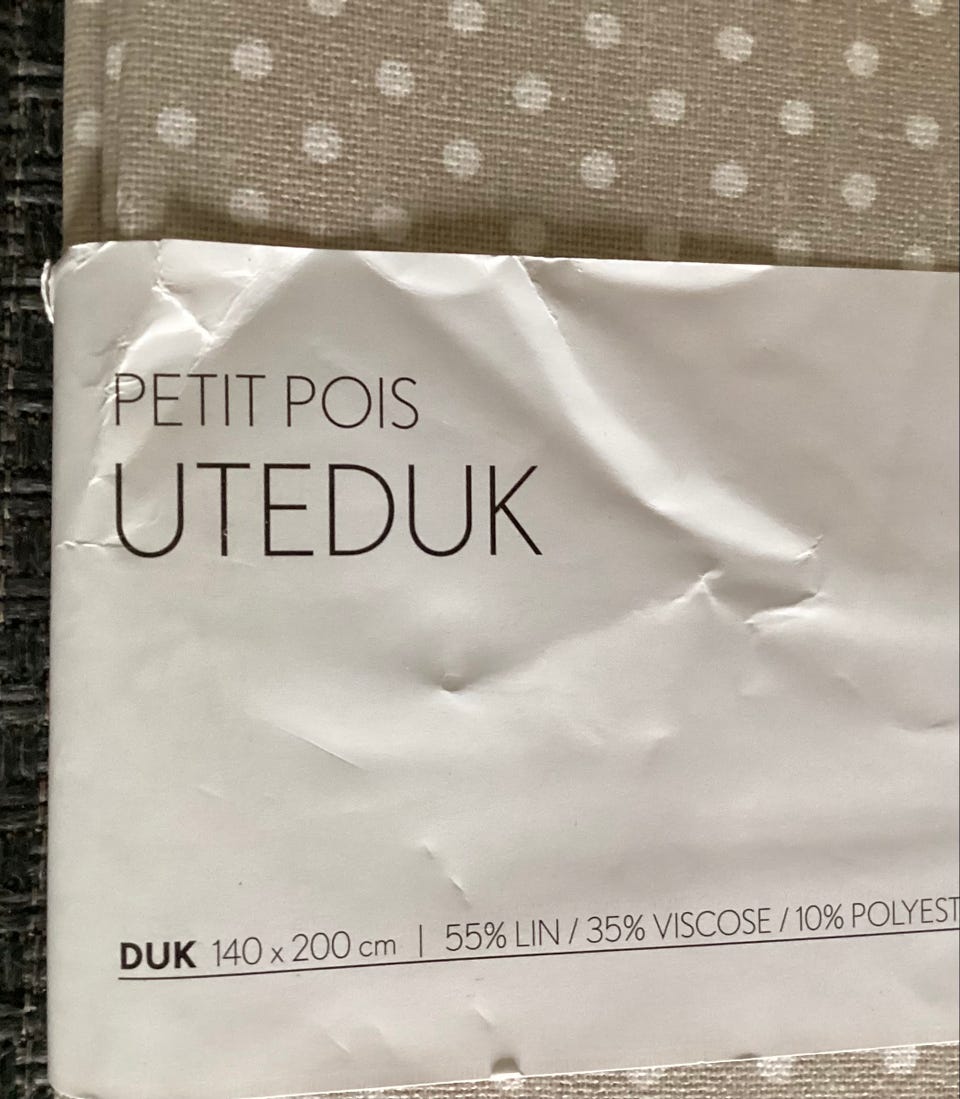 PETIT POIS
UTEDUK
DUK 140 x 200 cm | 55% LIN / 35% VISCOSE / 10% POLYEST